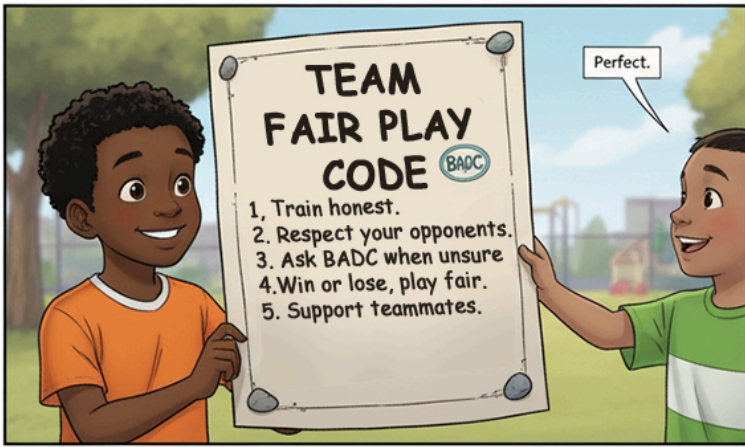 TEAM
FAIR PLAY
CODE BADC
1, Train honest.
2. Respect your opponents.
3. Ask BADC when unsure
4.Win or lose, play fair.
5. Support teammates.
Perfect.